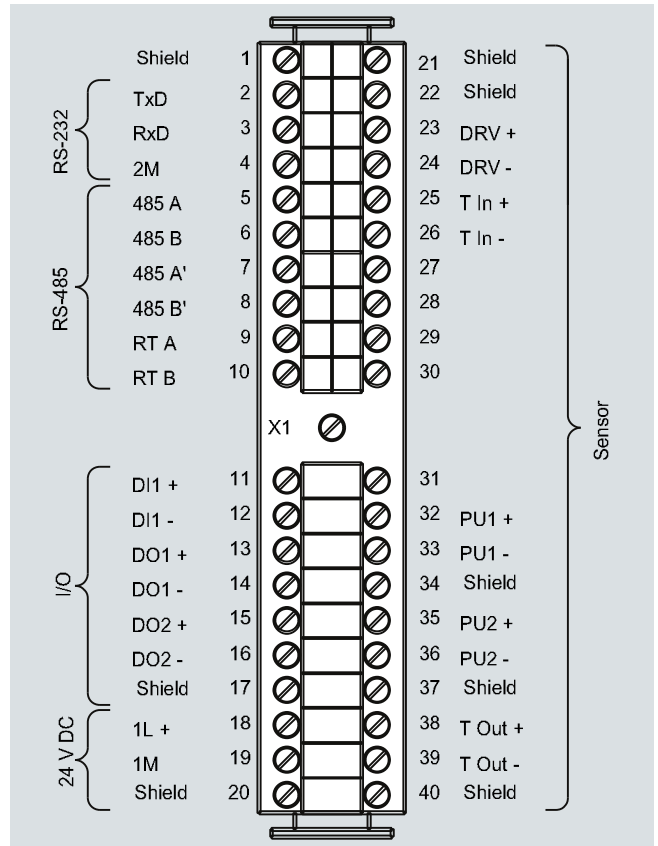 Shield 1 21 Shield
TxD 2 22 Shield
RxD 3 23 DRV +
2M 4 24 DRV -
RS-232
485 A 5 25 T In +
485 B 6 26 T In -
485 A' 7 27
485 B' 8 28
RT A 9 29
RT B 10 30
RS-485
X1
Sensor
DI1 + 11 31
DI1 - 12 32 PU1 +
DO1 + 13 33 PU1 -
DO1 - 14 34 Shield
DO2 + 15 35 PU2 +
DO2 - 16 36 PU2 -
Shield 17 37 Shield
I/O
1L + 18 38 T Out +
1M 19 39 T Out -
Shield 20 40 Shield
24 V DC